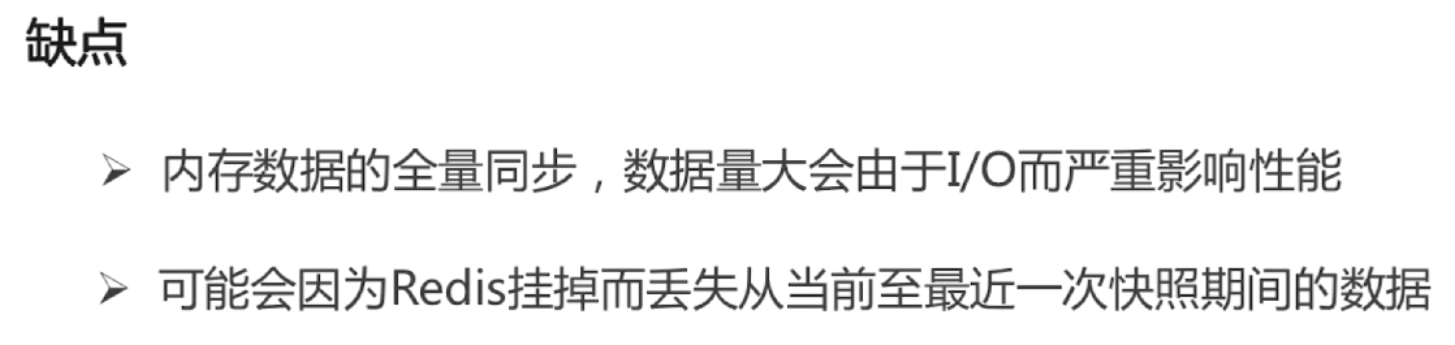 缺点
内存数据的全量同步，数据量大会由于I/O而严重影响性能
可能会因为Redis挂掉而丢失从当前至最近一次快照期间的数据